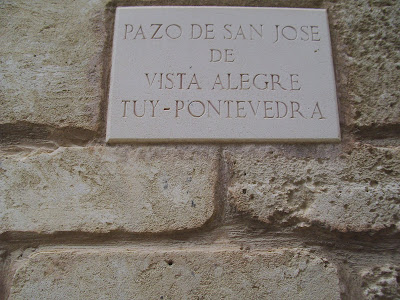 PAZO DE SAN JOSE
DE
VISTA ALEGRE
TUY-PONTEVEDRA